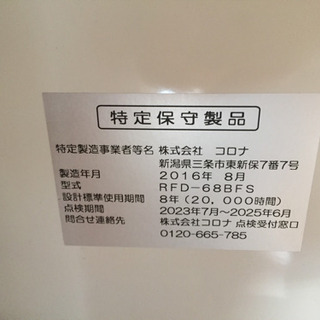 特定保守製品
特定製造事業者等名 株式会社 コロナ
新潟県三条市東新保7番7号
製造年月 2016年 8月
型式 RFD-68BFS
設計標準使用期間 8年(20,000時間)
点検期間 2023年7月〜2025年6月
問合せ連絡先 株式会社コロナ 点検受付窓口
0120-665-785